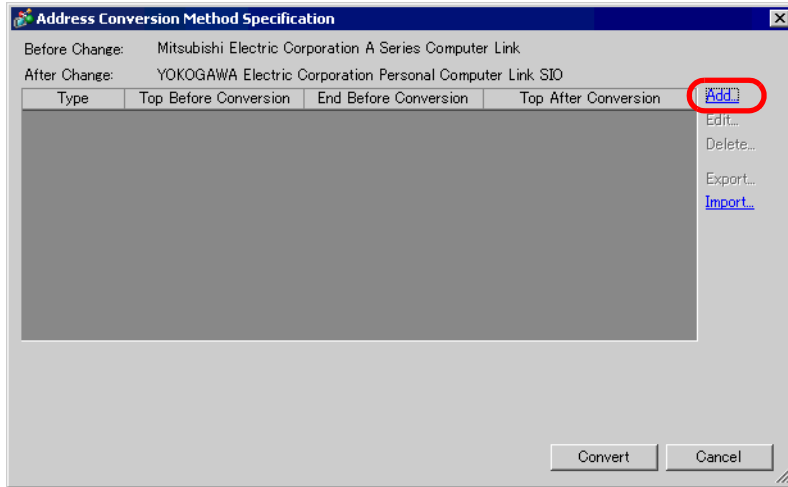 Address Conversion Method Specification
Before Change: Mitsubishi Electric Corporation A Series Computer Link
After Change: YOKOGAWA Electric Corporation Personal Computer Link SIO
Type Top Before Conversion End Before Conversion Top After Conversion
Add...
Edit...
Delete...
Export...
Import...
Convert Cancel